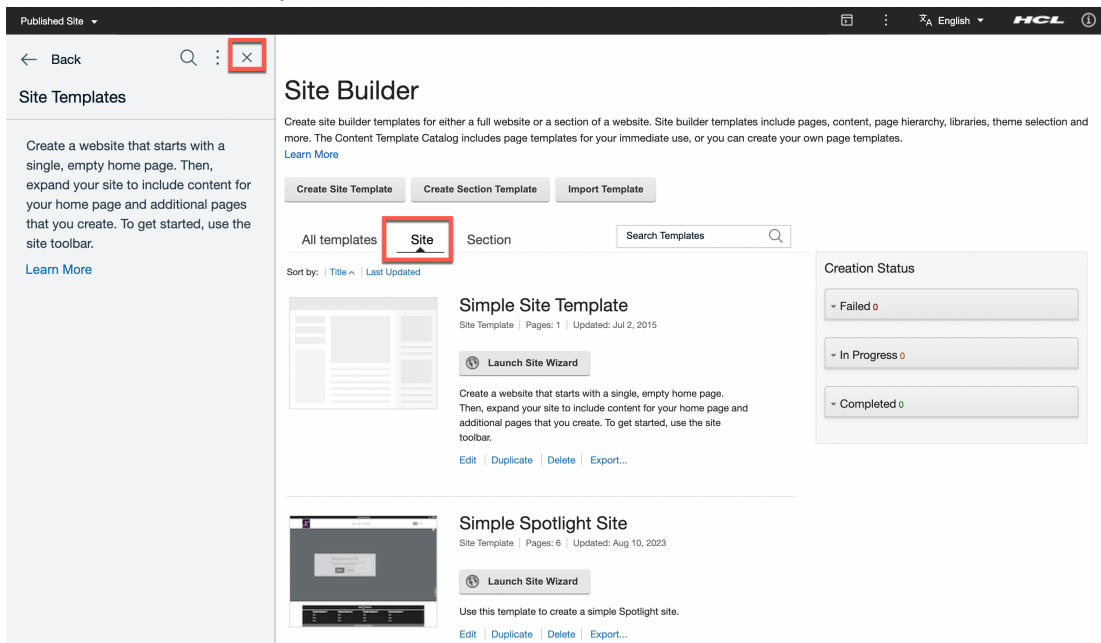 Published Site
English
HCL
Back
Site Templates
Create a website that starts with a
single, empty home page. Then,
expand your site to include content for
your home page and additional pages
that you create. To get started, use the
site toolbar.
Learn More
Site Builder
Create site builder templates for either a full website or a section of a website. Site builder templates include pages, content, page hierarchy, libraries, theme selection and
more. The Content Template Catalog includes page templates for your immediate use, or you can create your own page templates.
Learn More
Create Site Template Create Section Template Import Template
All templates Site Section Search Templates
Sort by: Title Last Updated
Simple Site Template
Site Template | Pages: 1 | Updated: Jul 2, 2015
Launch Site Wizard
Create a website that starts with a single, empty home page.
Then, expand your site to include content for your home page and
additional pages that you create. To get started, use the site
toolbar.
Edit | Duplicate | Delete | Export...
Simple Spotlight Site
Site Template | Pages: 6 | Updated: Aug 10, 2023
Launch Site Wizard
Use this template to create a simple Spotlight site.
Edit | Duplicate | Delete | Export...
Creation Status
Failed 0
In Progress 0
Completed 0